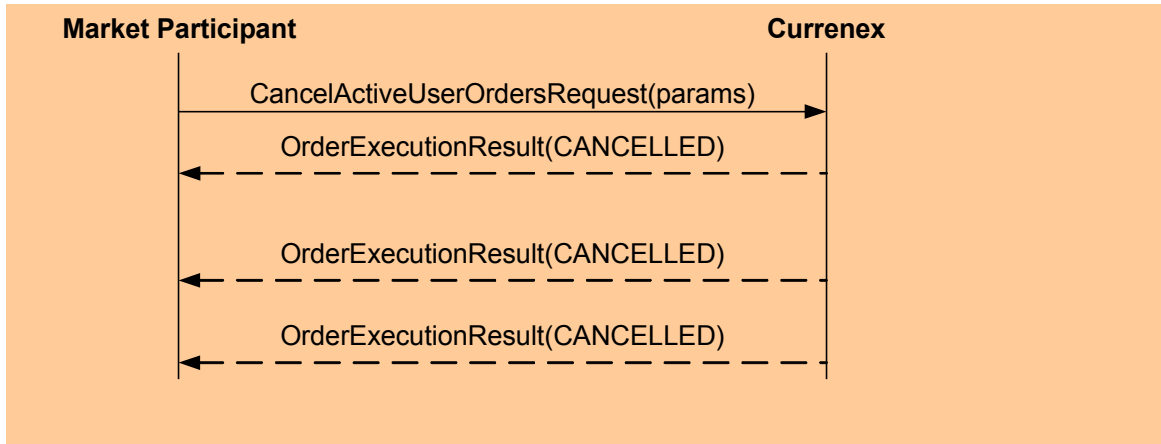 Market Participant Currenex
CancelActiveUserOrdersRequest(params)
OrderExecutionResult(CANCELLED)
OrderExecutionResult(CANCELLED)
OrderExecutionResult(CANCELLED)